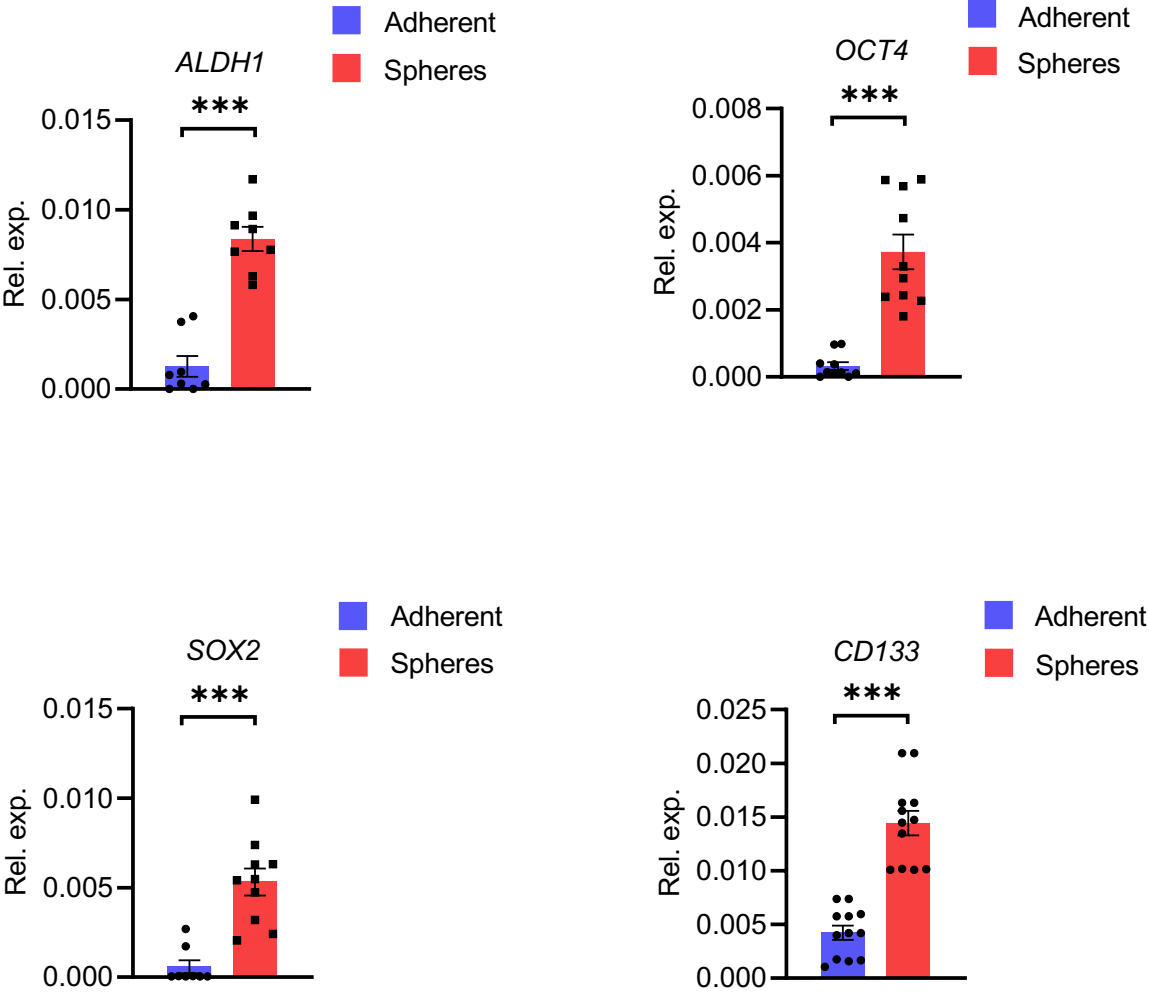 Adherent
Spheres
ALDH1
***
0.015
0.010
0.005
0.000
Rel. exp.
Adherent
Spheres
OCT4
***
0.008
0.006
0.004
0.002
0.000
Rel. exp.
Adherent
Spheres
SOX2
***
0.015
0.010
0.005
0.000
Rel. exp.
Adherent
Spheres
CD133
***
0.025
0.020
0.015
0.010
0.005
0.000
Rel. exp.